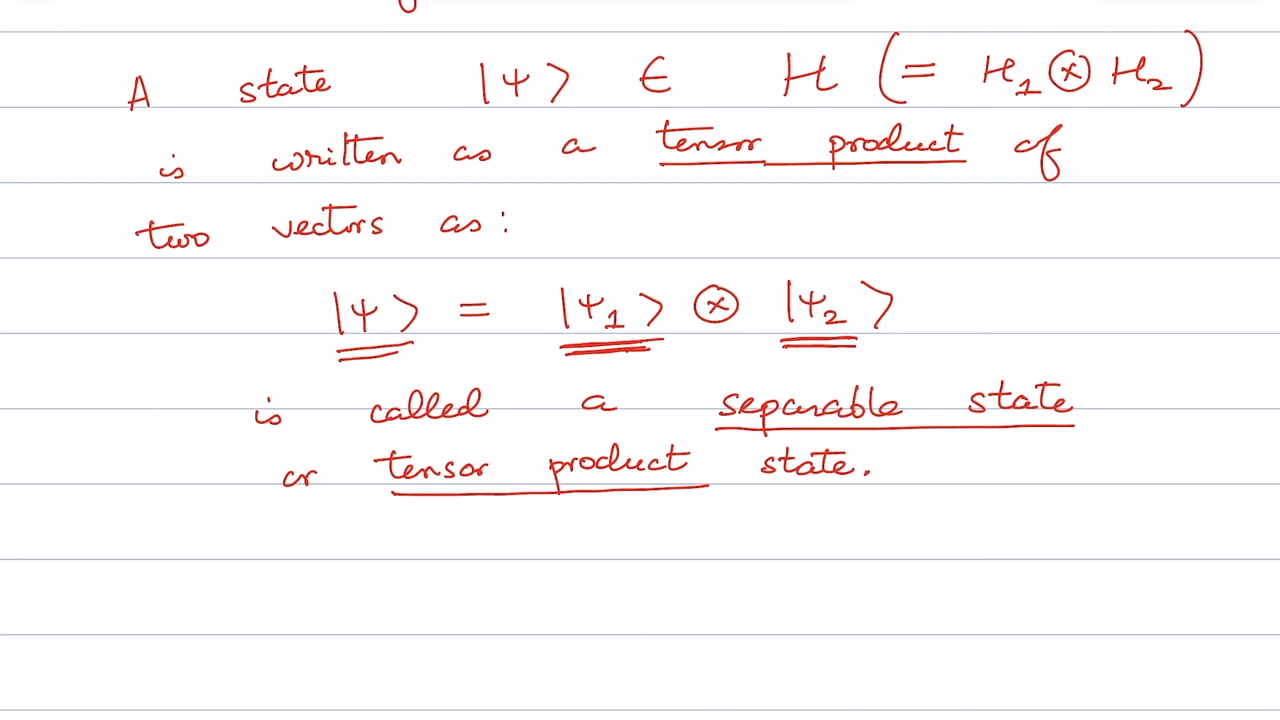 A state |ψ> ∈ H (= H₁ ⊗ H₂)
is written as a tensor product of
two vectors as:
|ψ> = |ψ₁> ⊗ |ψ₂>
is called a separable state
or tensor product state.